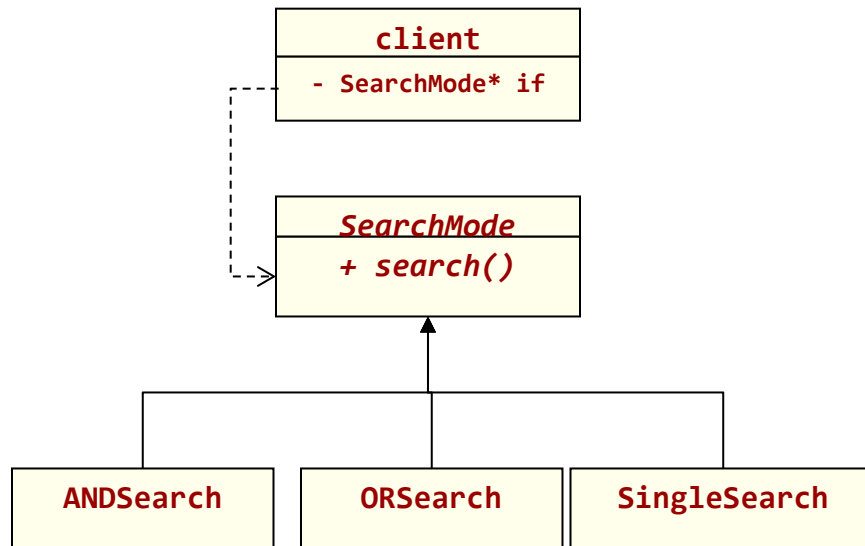 client
- SearchMode* if
SearchMode
+ search()
ANDSearch
ORSearch
SingleSearch